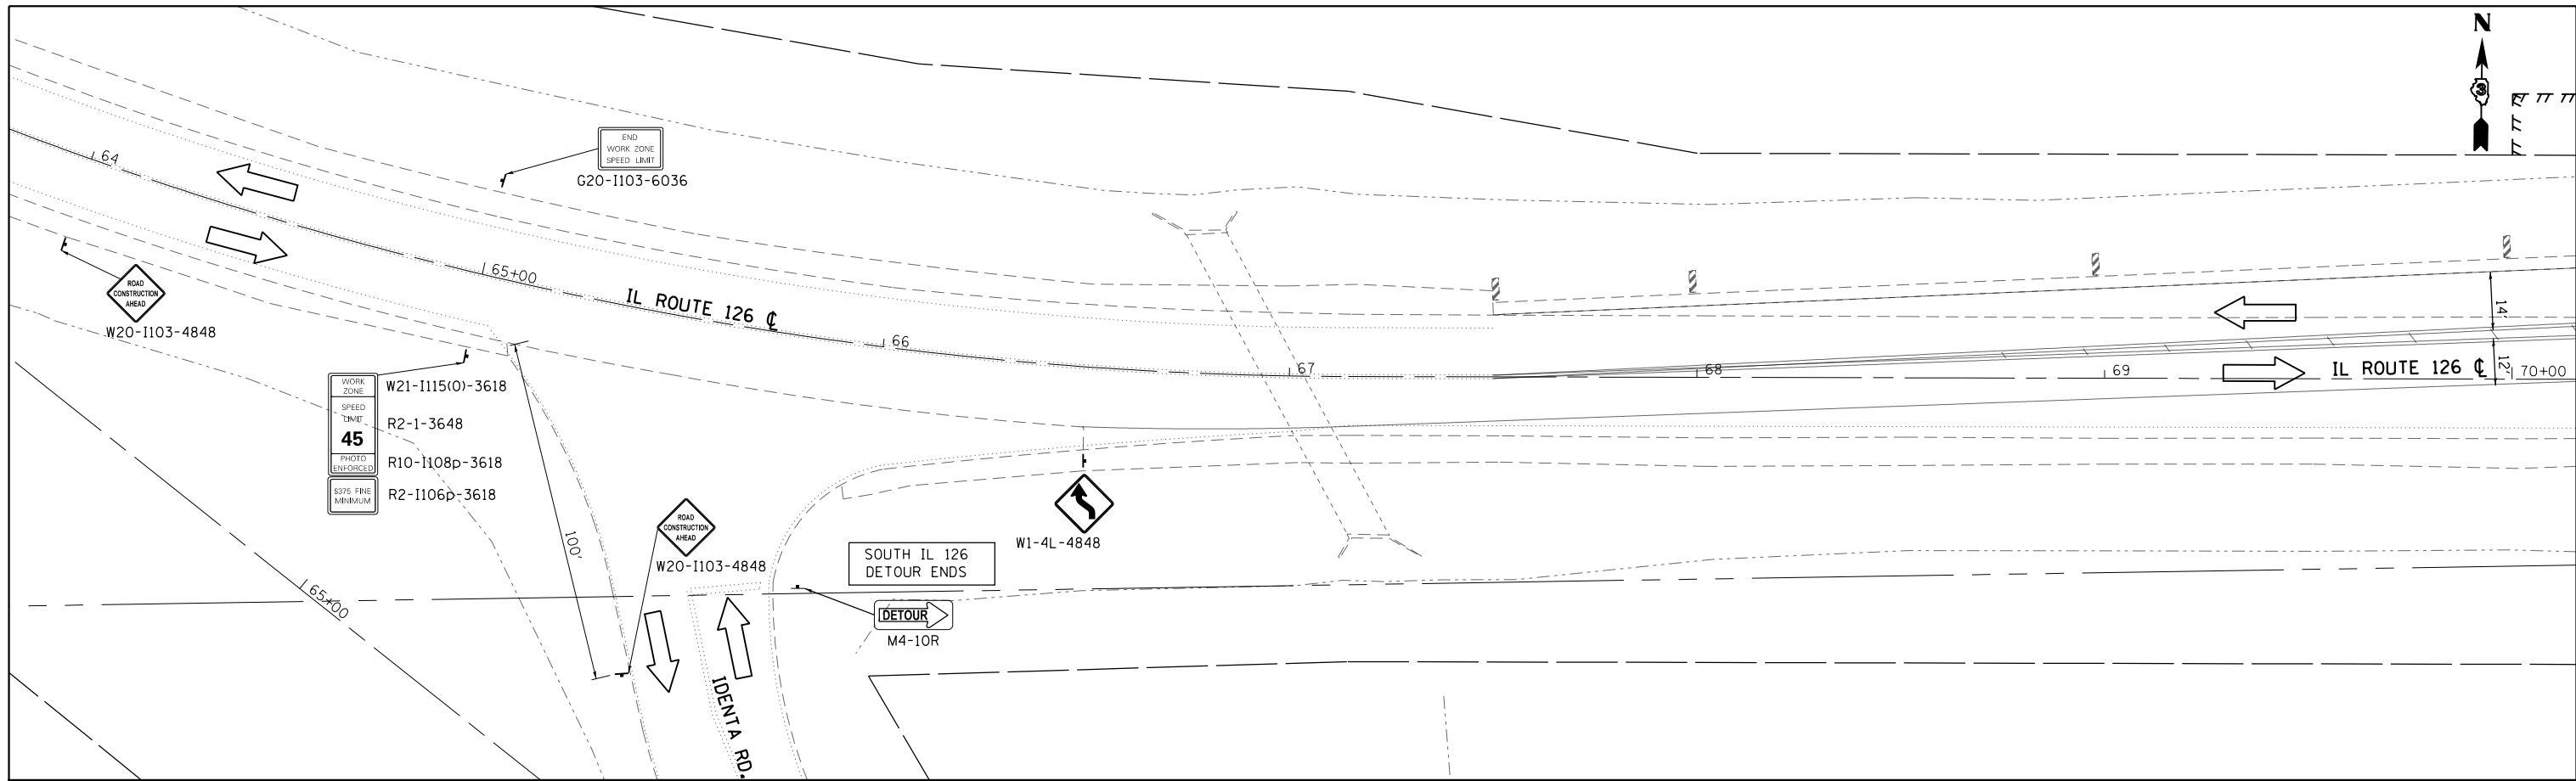 N
3
64
END
WORK ZONE
SPEED LIMIT
G20-I103-6036
65+00
IL ROUTE 126 ℄
66
67
68
69
IL ROUTE 126 ℄
70+00
14'
12'
ROAD
CONSTRUCTION
AHEAD
W20-I103-4848
WORK
ZONE
SPEED
LIMIT
45
PHOTO
ENFORCED
$375 FINE
MINIMUM
W21-I115(O)-3618
R2-1-3648
R10-I108p-3618
R2-I106p-3618
100'
ROAD
CONSTRUCTION
AHEAD
W20-I103-4848
W1-4L-4848
SOUTH IL 126
DETOUR ENDS
DETOUR
M4-10R
65+00
IDENTA RD.